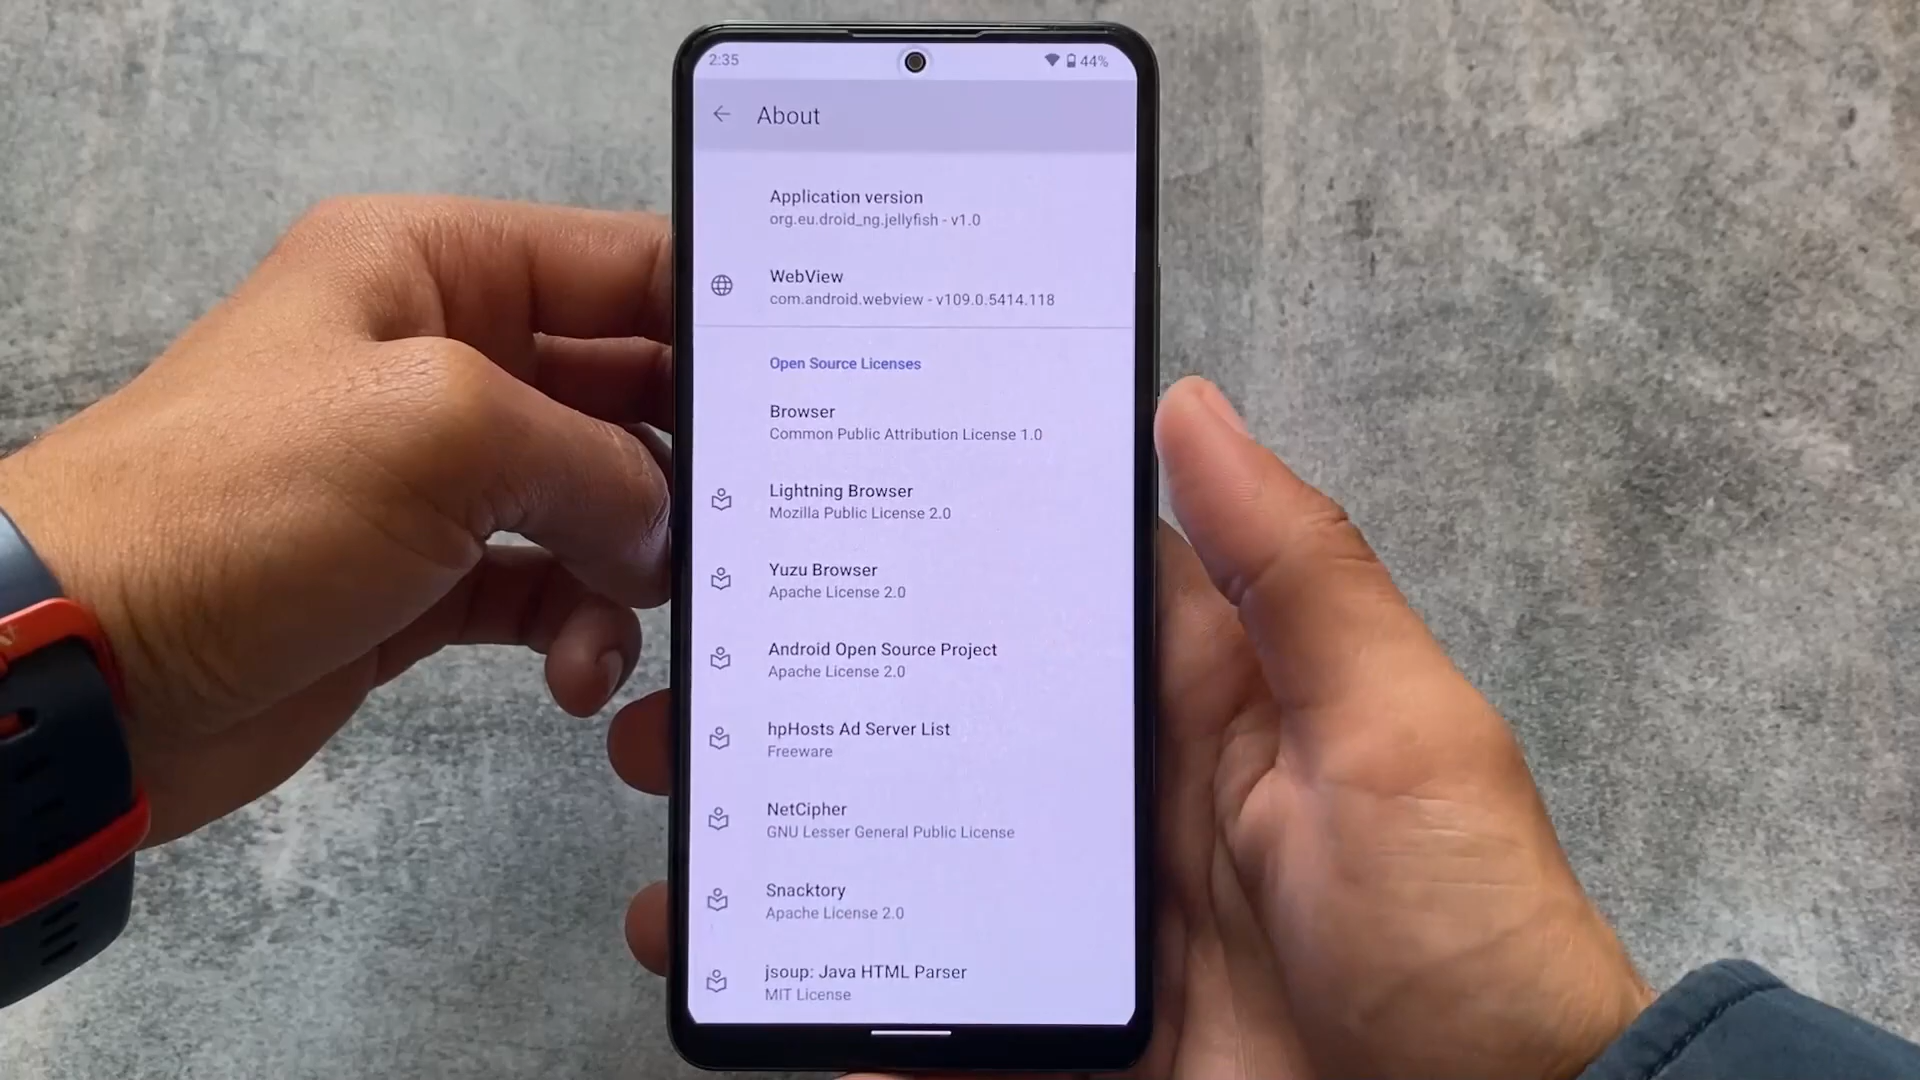 2:35
44%
About
Application version
org.eu.droid_ng.jellyfish - v1.0
WebView
com.android.webview - v109.0.5414.118
Open Source Licenses
Browser
Common Public Attribution License 1.0
Lightning Browser
Mozilla Public License 2.0
Yuzu Browser
Apache License 2.0
Android Open Source Project
Apache License 2.0
hpHosts Ad Server List
Freeware
NetCipher
GNU Lesser General Public License
Snacktory
Apache License 2.0
jsoup: Java HTML Parser
MIT License